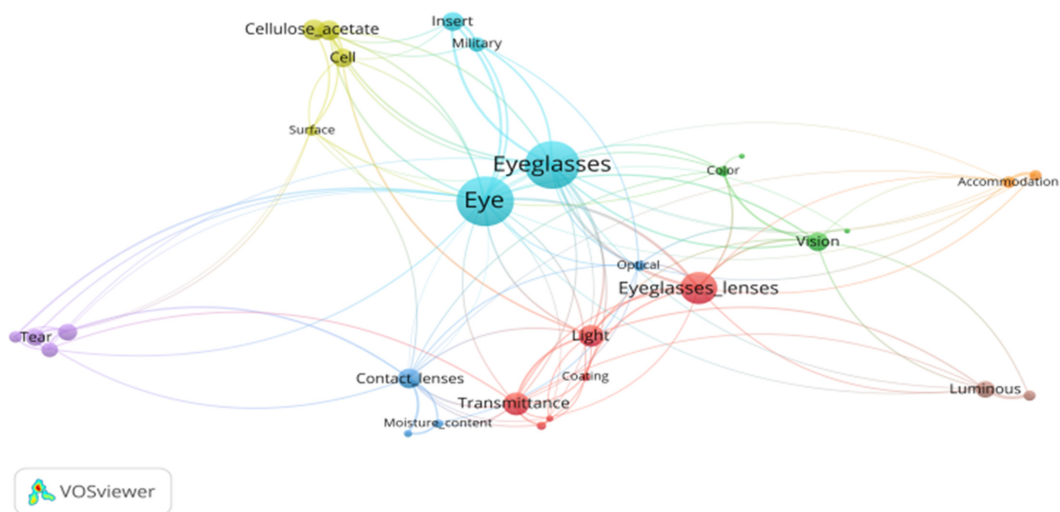 Insert
Cellulose_acetate
Military
Cell
Surface
Eyeglasses
Color
Accommodation
Eye
Vision
Optical
Eyeglasses_lenses
Tear
Light
Coating
Contact_lenses
Luminous
Transmittance
Moisture_content
VOSviewer